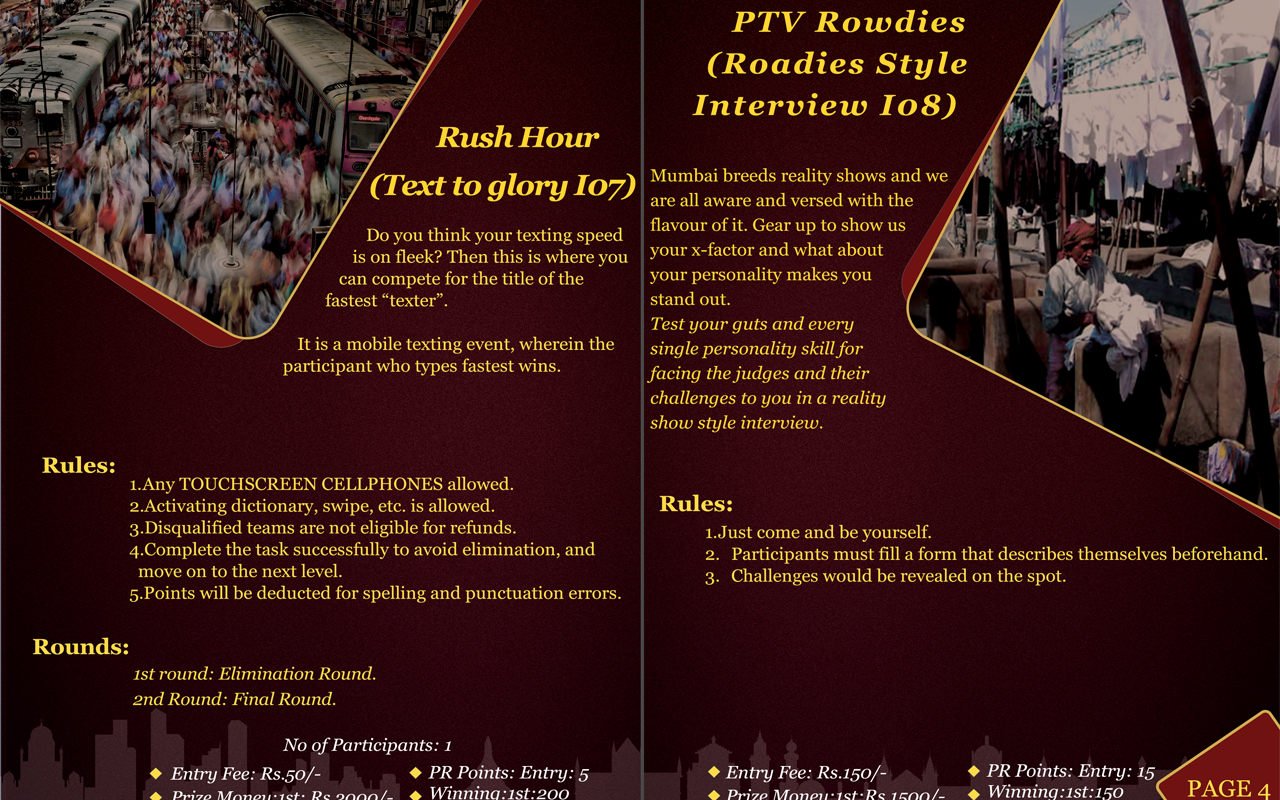 Rush Hour
(Text to glory I07)
Do you think your texting speed
is on fleek? Then this is where you
can compete for the title of the
fastest “texter”.
It is a mobile texting event, wherein the
participant who types fastest wins.
Rules:
1.Any TOUCHSCREEN CELLPHONES allowed.
2.Activating dictionary, swipe, etc. is allowed.
3.Disqualified teams are not eligible for refunds.
4.Complete the task successfully to avoid elimination, and
move on to the next level.
5.Points will be deducted for spelling and punctuation errors.
Rounds:
1st round: Elimination Round.
2nd Round: Final Round.
No of Participants: 1
Entry Fee: Rs.50/-
Prize Money:1st: Rs.2000/-
PR Points: Entry: 5
Winning:1st:200
PTV Rowdies
(Roadies Style
Interview I08)
Mumbai breeds reality shows and we
are all aware and versed with the
flavour of it. Gear up to show us
your x-factor and what about
your personality makes you
stand out.
Test your guts and every
single personality skill for
facing the judges and their
challenges to you in a reality
show style interview.
Rules:
1.Just come and be yourself.
2. Participants must fill a form that describes themselves beforehand.
3. Challenges would be revealed on the spot.
Entry Fee: Rs.150/-
Prize Money:1st:Rs.1500/-
PR Points: Entry: 15
Winning:1st:150
PAGE 4